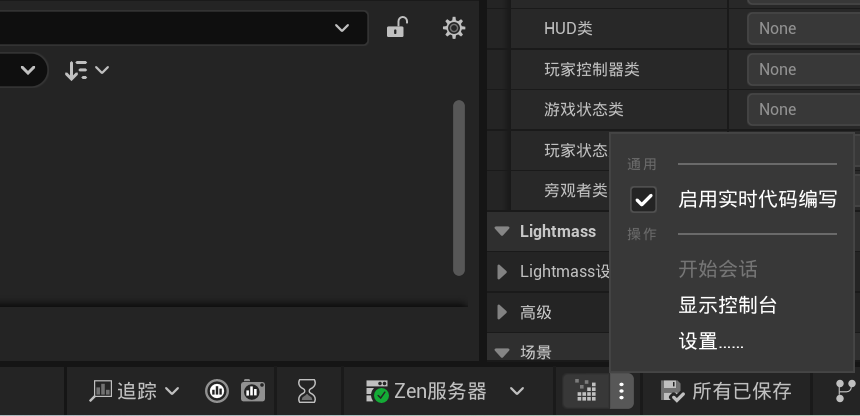 HUD类
None
玩家控制器类
None
游戏状态类
None
玩家状态
旁观者类
Lightmass
Lightmass设
高级
场景
通用
启用实时代码编写
操作
开始会话
显示控制台
设置......
追踪
Zen服务器
所有已保存